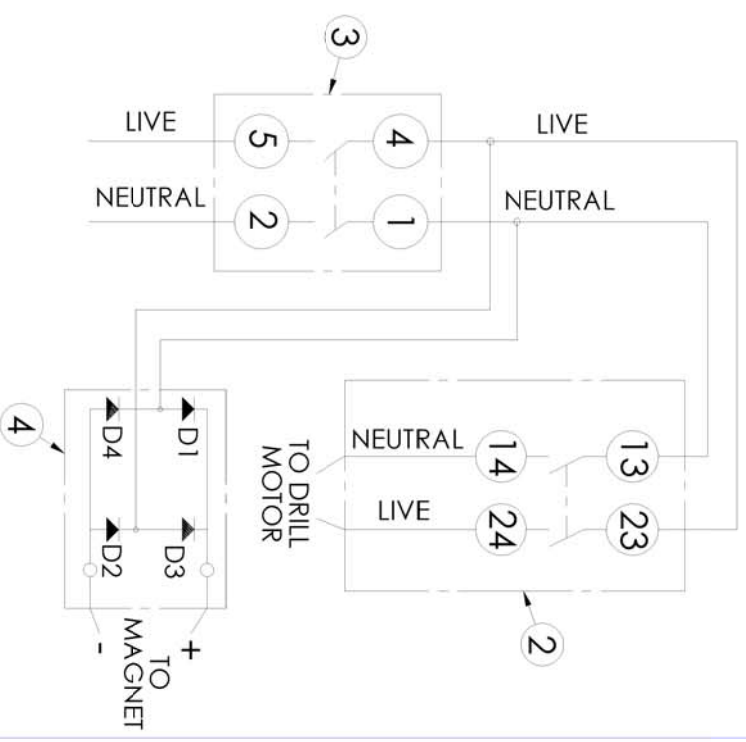 3
LIVE
5
4
LIVE
NEUTRAL
2
1
NEUTRAL
4
D4
D1
D2
D3
-
+
TO
MAGNET
TO DRILL
MOTOR
NEUTRAL
14
13
LIVE
24
23
2